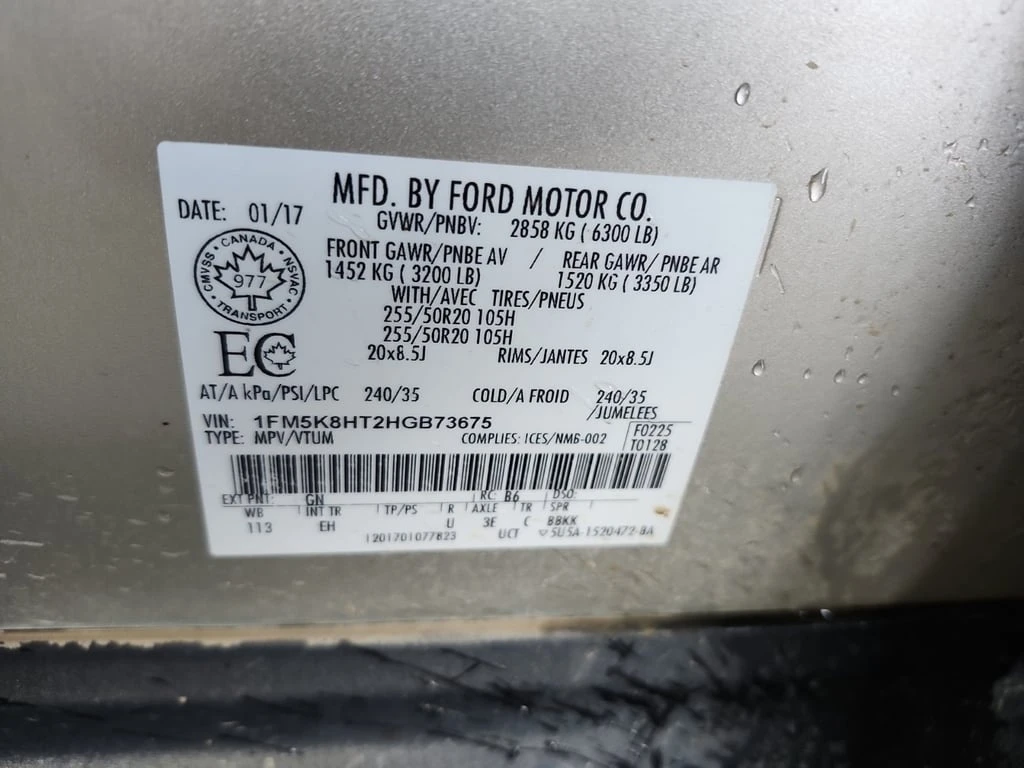 MFD. BY FORD MOTOR CO.
DATE: 01/17 GVWR/PNBV: 2858 KG ( 6300 LB)
FRONT GAWR/PNBE AV / REAR GAWR/ PNBE AR
1452 KG ( 3200 LB) 1520 KG ( 3350 LB)
WITH/AVEC TIRES/PNEUS
255/50R20 105H
255/50R20 105H
20x8.5J RIMS/JANTES 20x8.5J
CANADA
CMVSS NSVAC
977
TRANSPORT
EC
AT/A kPa/PSI/LPC 240/35 COLD/A FROID 240/35
/JUMELEES
VIN: 1FM5K8HT2HGB73675 F0225
TYPE: MPV/VTUM COMPLIES: ICES/NMB-002 T0128
EXT PNT: GN RC: B6 DSO:
WB INT TR TP/PS R AXLE TR SPR
113 EH U 3E C BBKK
1201701077823 UCT 5U5A-1520472-BA